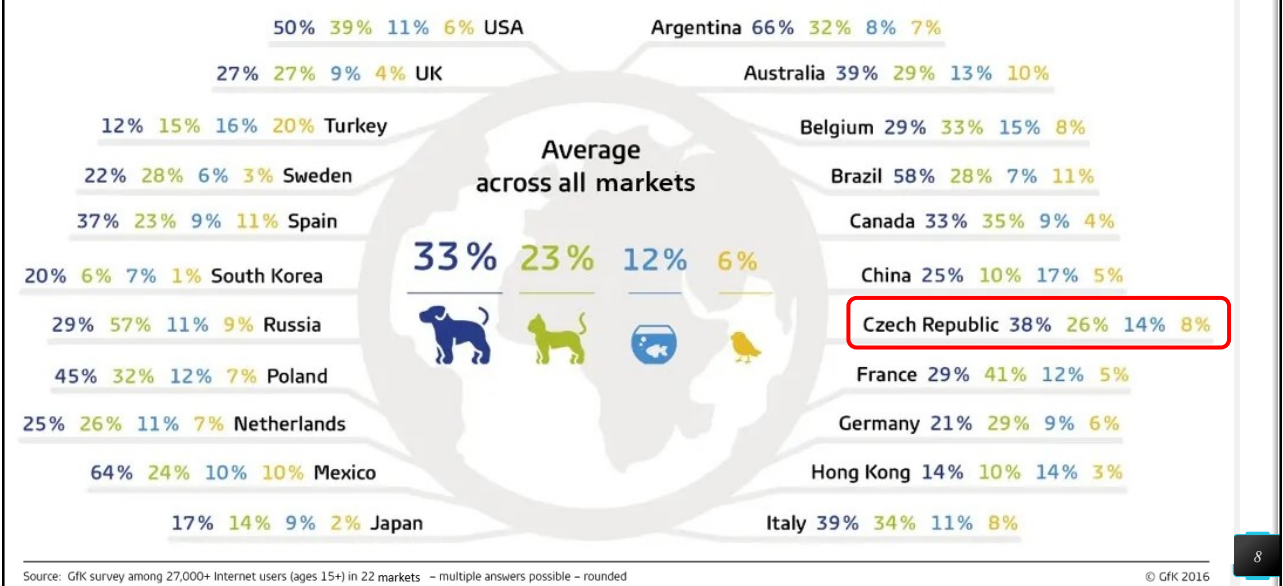 50% 39% 11% 6% USA
27% 27% 9% 4% UK
12% 15% 16% 20% Turkey
22% 28% 6% 3% Sweden
37% 23% 9% 11% Spain
20% 6% 7% 1% South Korea
29% 57% 11% 9% Russia
45% 32% 12% 7% Poland
25% 26% 11% 7% Netherlands
64% 24% 10% 10% Mexico
17% 14% 9% 2% Japan
Average
across all markets
33% 23% 12% 6%
Argentina 66% 32% 8% 7%
Australia 39% 29% 13% 10%
Belgium 29% 33% 15% 8%
Brazil 58% 28% 7% 11%
Canada 33% 35% 9% 4%
China 25% 10% 17% 5%
Czech Republic 38% 26% 14% 8%
France 29% 41% 12% 5%
Germany 21% 29% 9% 6%
Hong Kong 14% 10% 14% 3%
Italy 39% 34% 11% 8%
Source: GfK survey among 27,000+ Internet users (ages 15+) in 22 markets – multiple answers possible – rounded
© GfK 2016
8